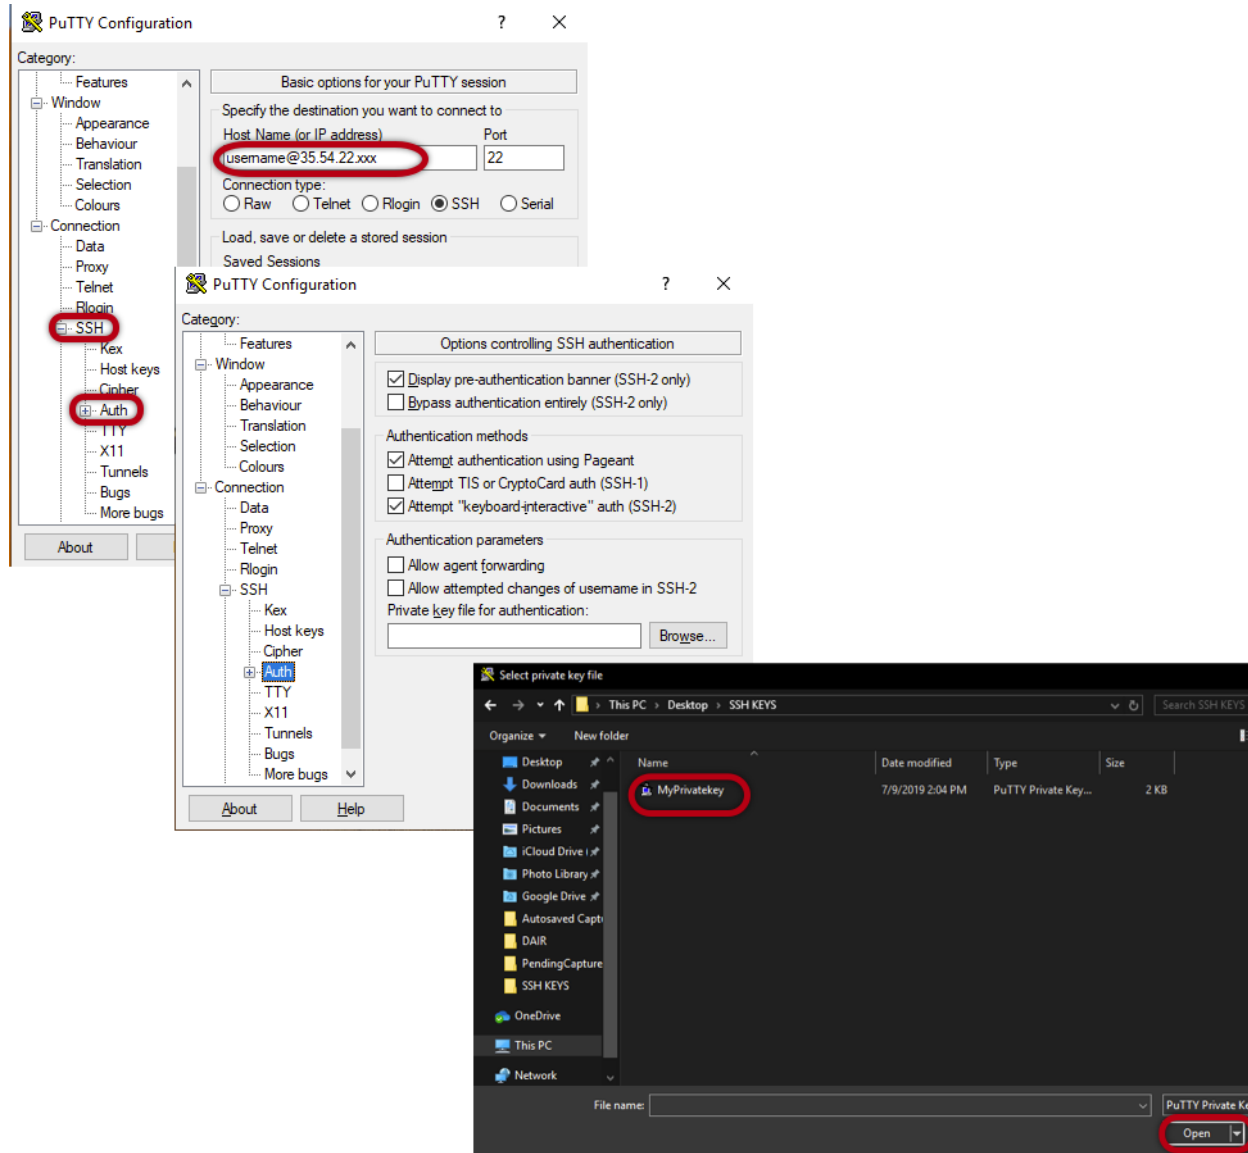 PuTTY Configuration ? ×
Category:
Features
Window
Appearance
Behaviour
Translation
Selection
Colours
Connection
Data
Proxy
Telnet
Rlogin
SSH
Kex
Host keys
Cipher
Auth
TTY
X11
Tunnels
Bugs
More bugs
About
Basic options for your PuTTY session
Specify the destination you want to connect to
Host Name (or IP address) Port
username@35.54.22.xxx 22
Connection type:
Raw Telnet Rlogin SSH Serial
Load, save or delete a stored session
Saved Sessions
PuTTY Configuration ? ×
Category:
Features
Window
Appearance
Behaviour
Translation
Selection
Colours
Connection
Data
Proxy
Telnet
Rlogin
SSH
Kex
Host keys
Cipher
Auth
TTY
X11
Tunnels
Bugs
More bugs
About Help
Options controlling SSH authentication
Display pre-authentication banner (SSH-2 only)
Bypass authentication entirely (SSH-2 only)
Authentication methods
Attempt authentication using Pageant
Attempt TIS or CryptoCard auth (SSH-1)
Attempt "keyboard-interactive" auth (SSH-2)
Authentication parameters
Allow agent forwarding
Allow attempted changes of username in SSH-2
Private key file for authentication:
Browse...
Select private key file
This PC › Desktop › SSH KEYS Search SSH KEYS
Organize New folder
Desktop
Downloads
Documents
Pictures
iCloud Drive
Photo Library
Google Drive
Autosaved Capt
DAIR
PendingCapture
SSH KEYS
OneDrive
This PC
Network
Name Date modified Type Size
MyPrivatekey 7/9/2019 2:04 PM PuTTY Private Key... 2 KB
File name: PuTTY Private Ke
Open